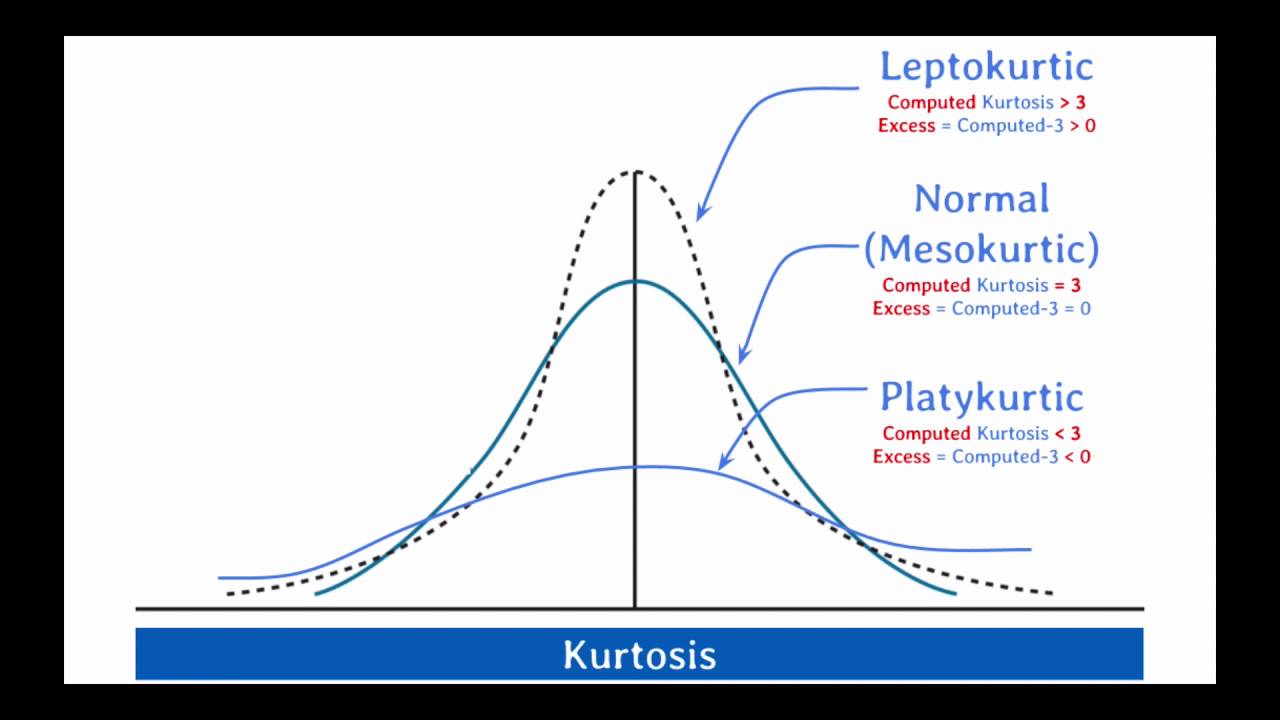 Leptokurtic
Computed Kurtosis > 3
Excess = Computed-3 > 0
Normal
(Mesokurtic)
Computed Kurtosis = 3
Excess = Computed-3 = 0
Platykurtic
Computed Kurtosis < 3
Excess = Computed-3 < 0
Kurtosis